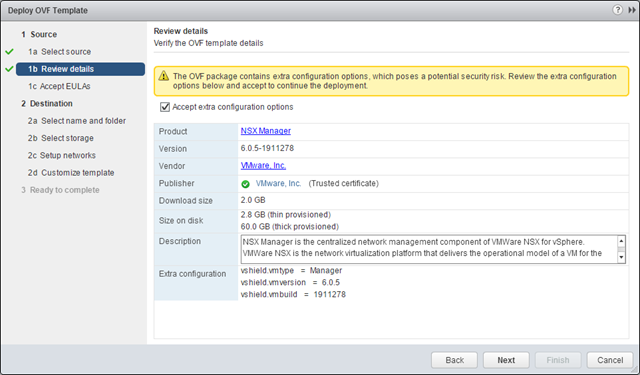 Deploy OVF Template
1 Source
1a Select source
1b Review details
1c Accept EULAs
2 Destination
2a Select name and folder
2b Select storage
2c Setup networks
2d Customize template
3 Ready to complete
Review details
Verify the OVF template details
The OVF package contains extra configuration options, which poses a potential security risk. Review the extra configuration
options below and accept to continue the deployment.
Accept extra configuration options
Product NSX Manager
Version 6.0.5-1911278
Vendor VMware, Inc.
Publisher VMware, Inc. (Trusted certificate)
Download size 2.0 GB
Size on disk 2.8 GB (thin provisioned)
60.0 GB (thick provisioned)
Description NSX Manager is the centralized network management component of VMWare NSX for vSphere.
VMWare NSX is the network virtualization platform that delivers the operational model of a VM for the
Extra configuration vshield.vmtype = Manager
vshield.vmversion = 6.0.5
vshield.vmbuild = 1911278
Back Next Finish Cancel